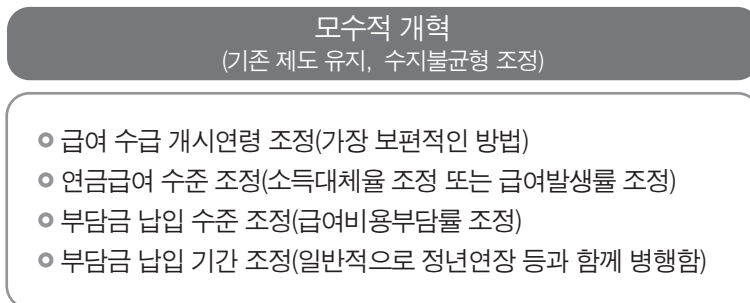 모수적 개혁
(기존 제도 유지, 수지불균형 조정)
급여 수급 개시연령 조정(가장 보편적인 방법)
연금급여 수준 조정(소득대체율 조정 또는 급여발생률 조정)
부담금 납입 수준 조정(급여비용부담률 조정)
부담금 납입 기간 조정(일반적으로 정년연장 등과 함께 병행함)